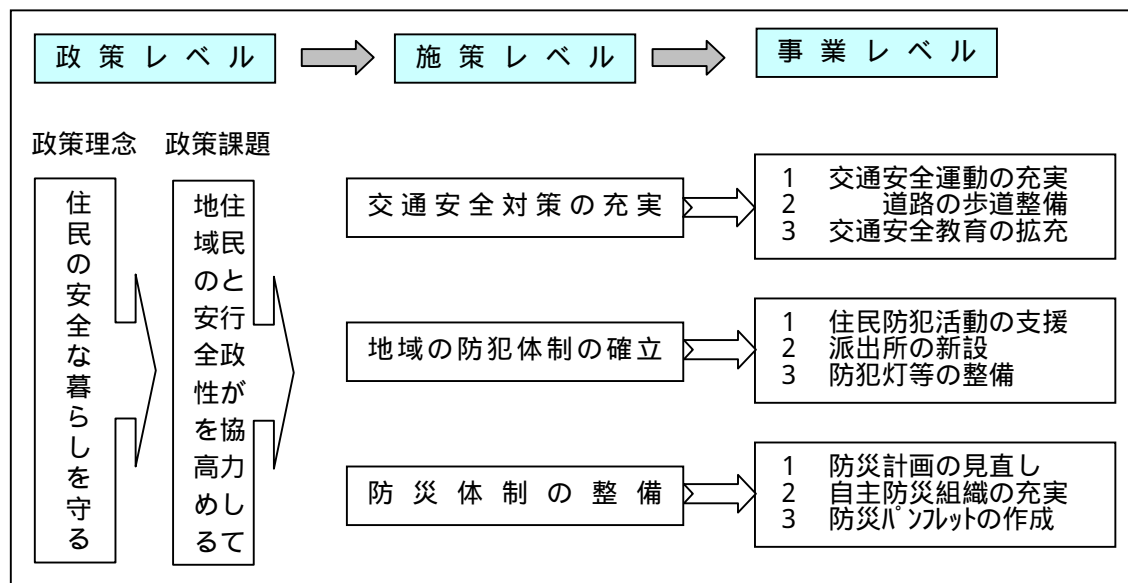 政策レベル
施策レベル
事業レベル
政策理念
政策課題
住民の安全な暮らしを守る
住民と行政が協力して
地域の安全性を高める
交通安全対策の充実
1 交通安全運動の充実
2 道路の歩道整備
3 交通安全教育の拡充
地域の防犯体制の確立
1 住民防犯活動の支援
2 派出所の新設
3 防犯灯等の整備
防災体制の整備
1 防災計画の見直し
2 自主防災組織の充実
3 防災パンフレットの作成